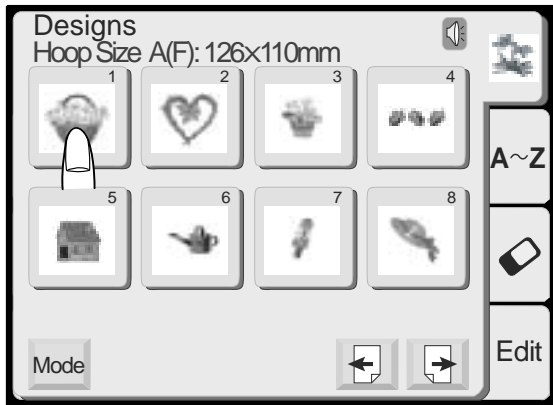 Designs
Hoop Size A(F): 126×110mm
1 2 3 4
A~Z
5 6 7 8
Mode
Edit